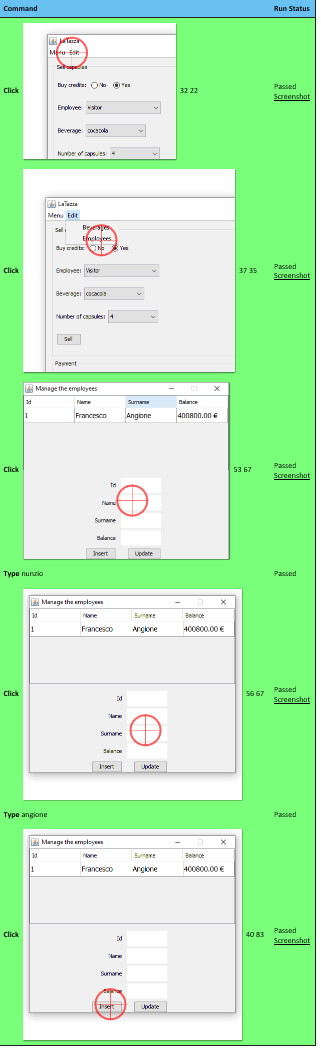 Command Run Status
LaTazza
Menu Edit
Sell capsules
Buy credits: No Yes
Employee: Visitor
Beverage: cocacola
Number of capsules: 4
Click 32 22 Passed
Screenshot
LaTazza
Menu Edit
Beverages
Employees
Buy credits: No Yes
Employee: Visitor
Beverage: cocacola
Number of capsules: 4
Sell
Payment
Click 37 35 Passed
Screenshot
Manage the employees
Id Name Surname Balance
1 Francesco Angione 400800.00 €
Id
Name
Surname
Balance
Insert Update
Click 53 67 Passed
Screenshot
Type nunzio Passed
Manage the employees
Id Name Surname Balance
1 Francesco Angione 400800.00 €
Id
Name
Surname
Balance
Insert Update
Click 56 67 Passed
Screenshot
Type angione Passed
Manage the employees
Id Name Surname Balance
1 Francesco Angione 400800.00 €
Id
Name
Surname
Balance
Insert Update
Click 40 83 Passed
Screenshot